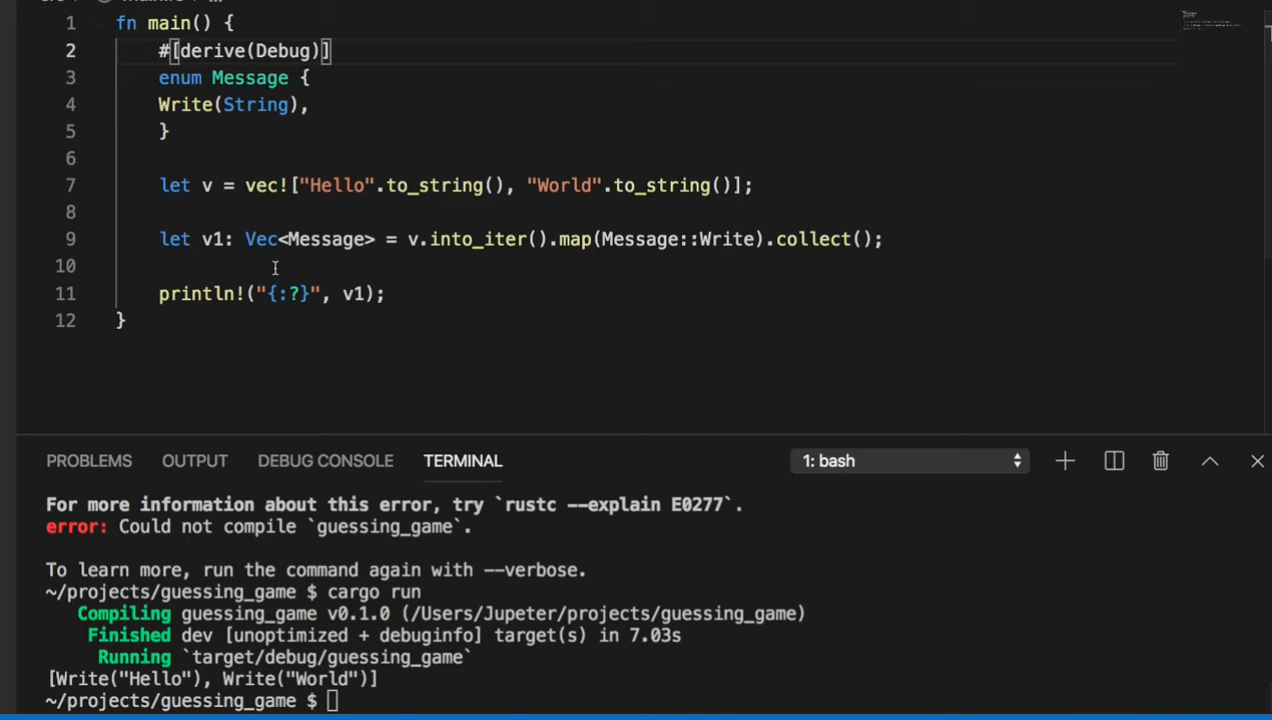 1 fn main() {
2 #[derive(Debug)]
3 enum Message {
4 Write(String),
5 }
6
7 let v = vec!["Hello".to_string(), "World".to_string()];
8
9 let v1: Vec<Message> = v.into_iter().map(Message::Write).collect();
10
11 println!("{:?}", v1);
12 }
PROBLEMS OUTPUT DEBUG CONSOLE TERMINAL 1: bash
For more information about this error, try `rustc --explain E0277`.
error: Could not compile `guessing_game`.
To learn more, run the command again with --verbose.
~/projects/guessing_game $ cargo run
Compiling guessing_game v0.1.0 (/Users/Jupeter/projects/guessing_game)
Finished dev [unoptimized + debuginfo] target(s) in 7.03s
Running `target/debug/guessing_game`
[Write("Hello"), Write("World")]
~/projects/guessing_game $